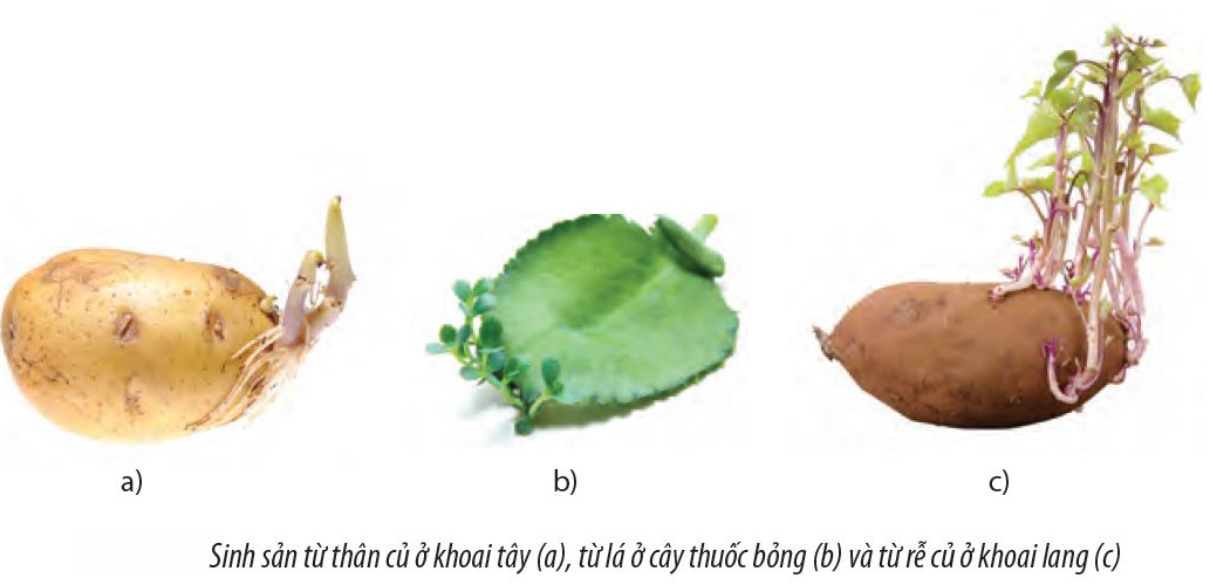 a)
b)
c)
Sinh sản từ thân củ ở khoai tây (a), từ lá ở cây thuốc bỏng (b) và từ rễ củ ở khoai lang (c)